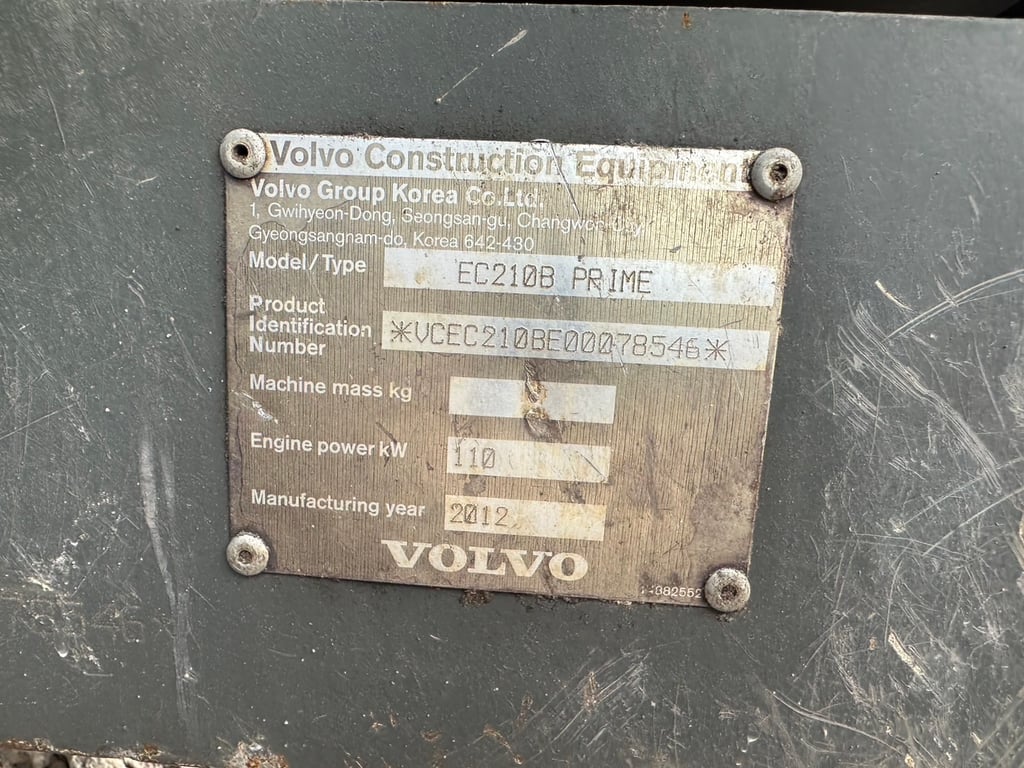 Volvo Construction Equipment
Volvo Group Korea Co.Ltd.
1, Gwihyeon-Dong, Seongsan-gu, Changwon City
Gyeongsangnam-do, Korea 642-430
Model/Type EC210B PRIME
Product
Identification
Number *VCEC210BE00078546*
Machine mass kg
Engine power kW 110
Manufacturing year 2012
VOLVO